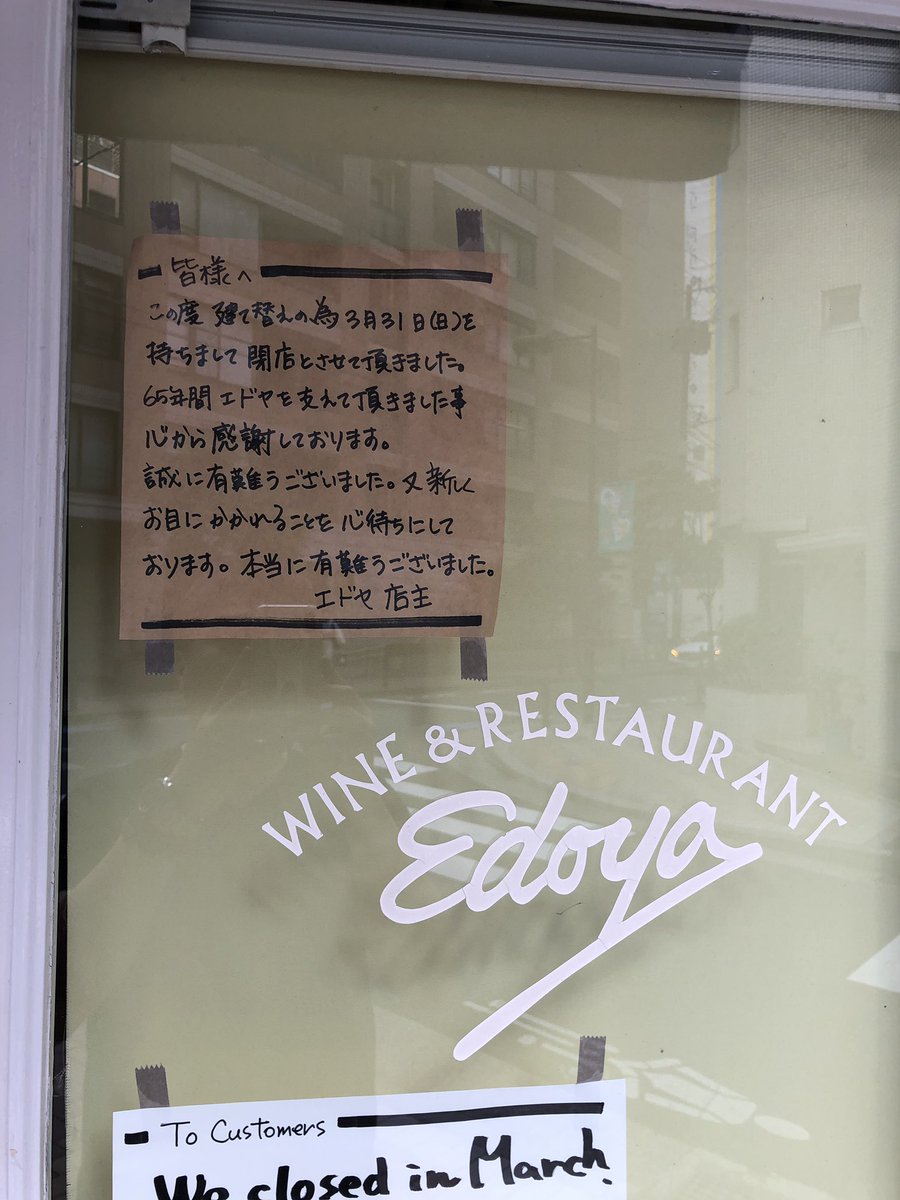 皆様へ
この度 建て替えの為 3月31日(日)を
持ちまして 閉店とさせて頂きました。
65年間 エドヤを支えて頂きました事
心から感謝しております。
誠に有難うございました。又 新しく
お目にかかれることを 心待ちにして
おります。本当に有難うございました。
エドヤ 店主
WINE & RESTAURANT
Edoya
To Customers
We closed in March.